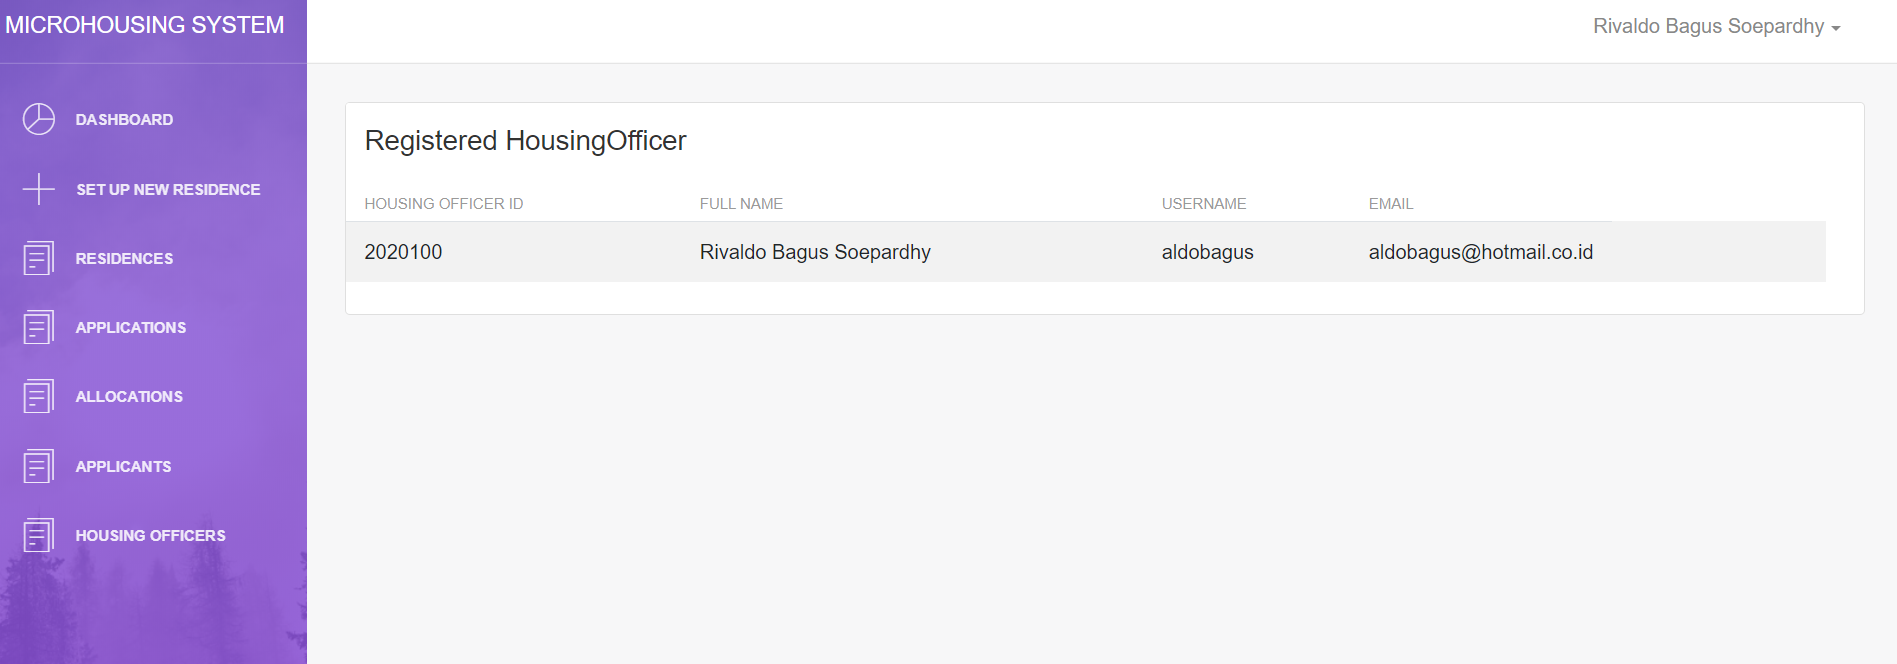 MICROHOUSING SYSTEM
Rivaldo Bagus Soepardhy
DASHBOARD
SET UP NEW RESIDENCE
RESIDENCES
APPLICATIONS
ALLOCATIONS
APPLICANTS
HOUSING OFFICERS
Registered HousingOfficer
HOUSING OFFICER ID FULL NAME USERNAME EMAIL
2020100 Rivaldo Bagus Soepardhy aldobagus aldobagus@hotmail.co.id